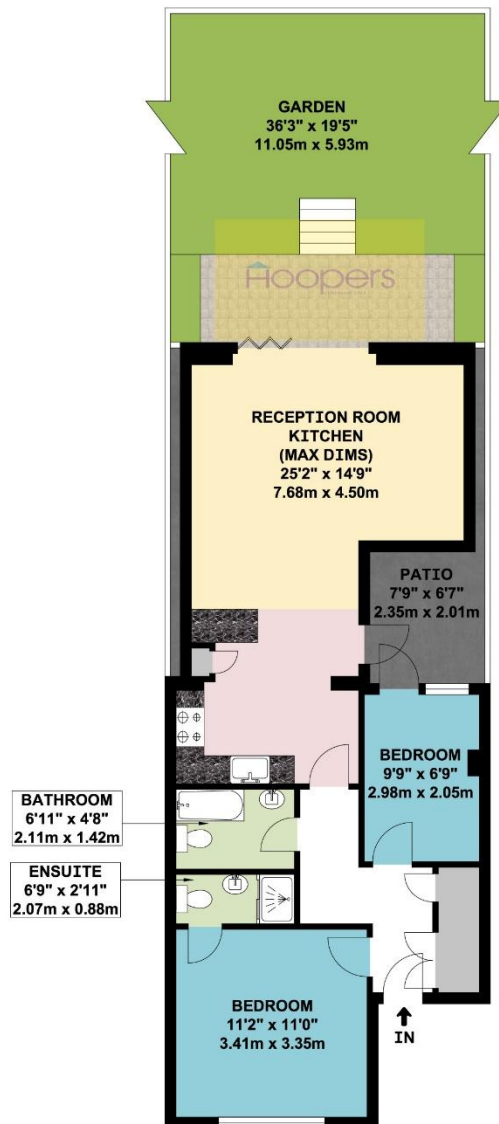 GARDEN
36'3" x 19'5"
11.05m x 5.93m
Hoopers
RECEPTION ROOM
KITCHEN
(MAX DIMS)
25'2" x 14'9"
7.68m x 4.50m
PATIO
7'9" x 6'7"
2.35m x 2.01m
BEDROOM
9'9" x 6'9"
2.98m x 2.05m
BATHROOM
6'11" x 4'8"
2.11m x 1.42m
ENSUITE
6'9" x 2'11"
2.07m x 0.88m
BEDROOM
11'2" x 11'0"
3.41m x 3.35m
IN